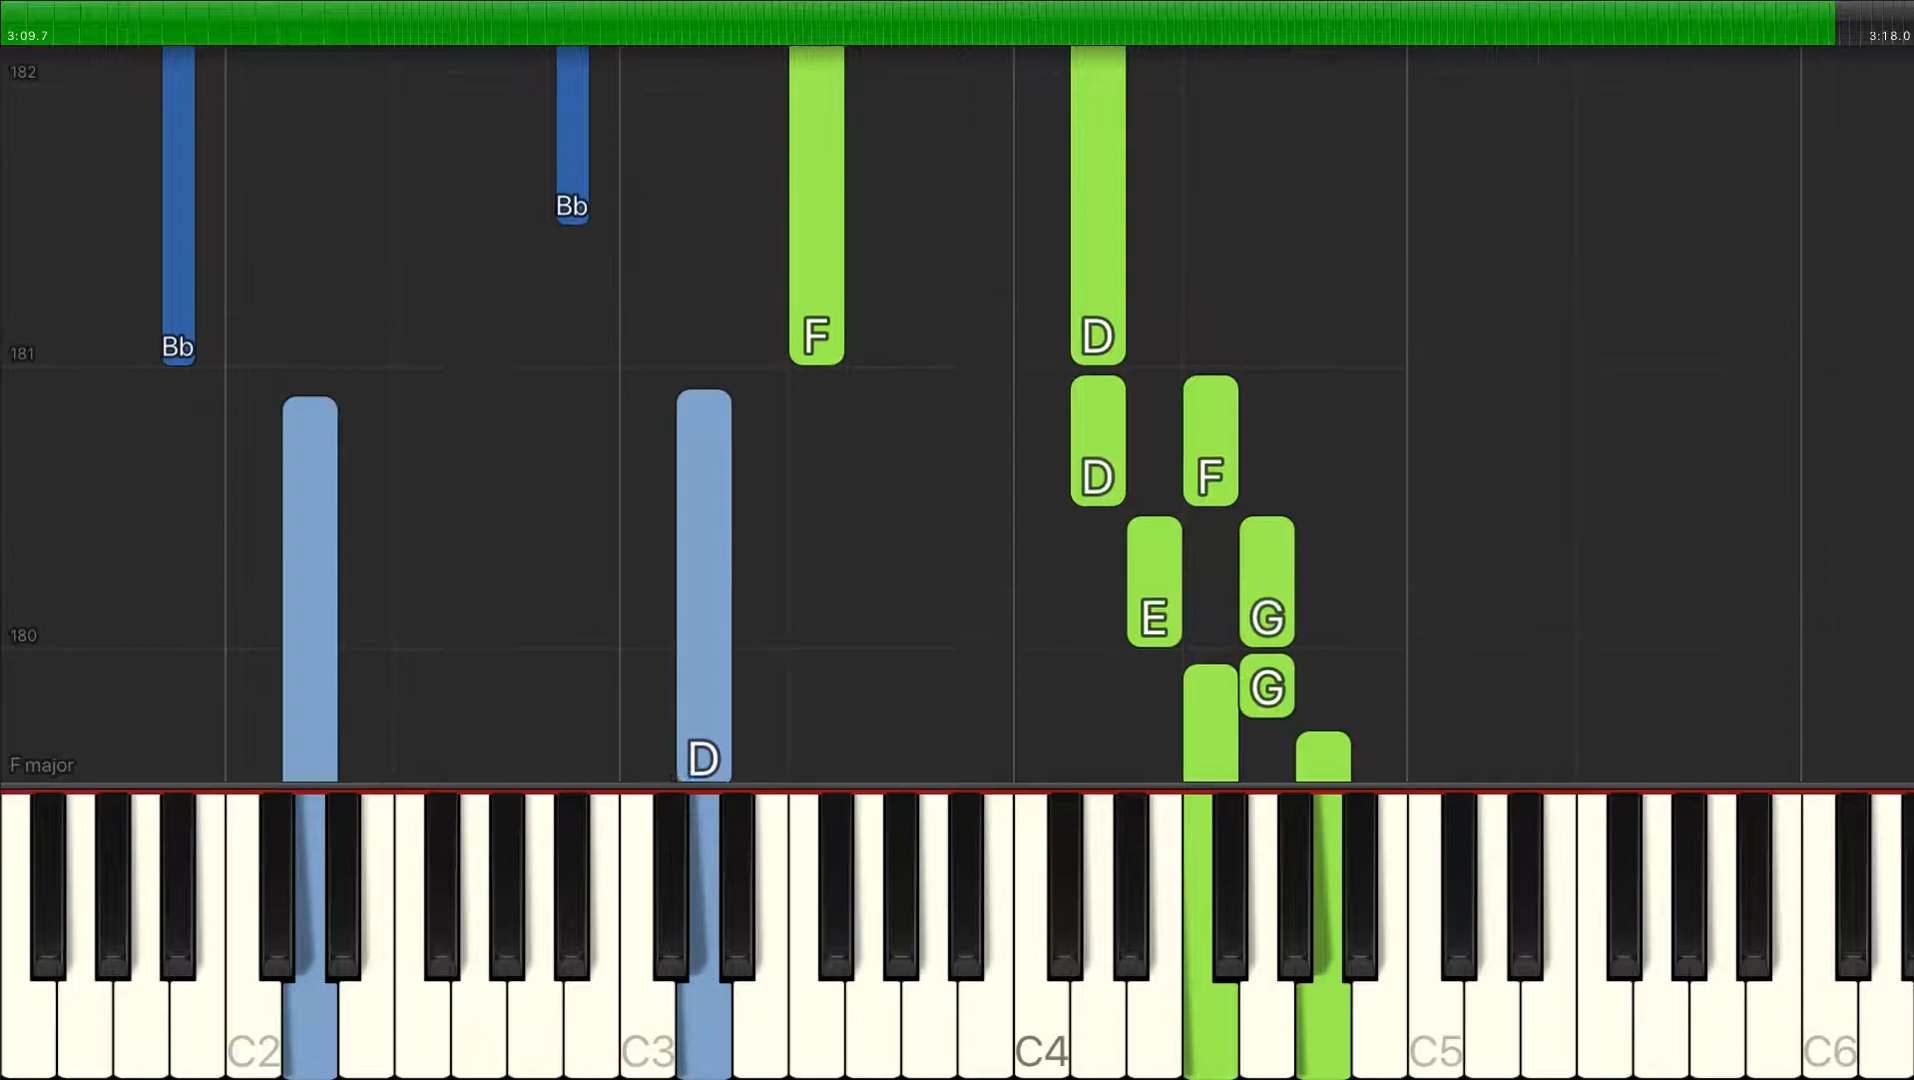 3:09.7 3:18.0
182
Bb
Bb
181
F D
D F
E G
180
G
D
F major
C2 C3 C4 C5 C6